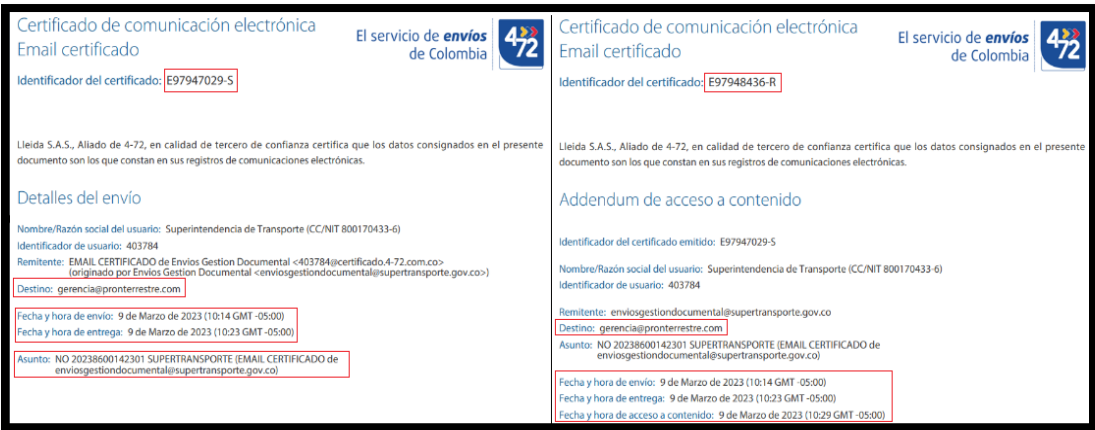 Certificado de comunicación electrónica
Email certificado
El servicio de envíos
de Colombia
472
Identificador del certificado: E97947029-S
Lleida S.A.S., Aliado de 4-72, en calidad de tercero de confianza certifica que los datos consignados en el presente
documento son los que constan en sus registros de comunicaciones electrónicas.
Detalles del envío
Nombre/Razón social del usuario: Superintendencia de Transporte (CC/NIT 800170433-6)
Identificador de usuario: 403784
Remitente: EMAIL CERTIFICADO de Envios Gestion Documental <403784@certificado.4-72.com.co>
(originado por Envios Gestion Documental <enviosgestiondocumental@supertransporte.gov.co>)
Destino: gerencia@pronterrestre.com
Fecha y hora de envío: 9 de Marzo de 2023 (10:14 GMT -05:00)
Fecha y hora de entrega: 9 de Marzo de 2023 (10:23 GMT -05:00)
Asunto: NO 20238600142301 SUPERTRANSPORTE (EMAIL CERTIFICADO de
enviosgestiondocumental@supertransporte.gov.co)
Certificado de comunicación electrónica
Email certificado
El servicio de envíos
de Colombia
472
Identificador del certificado: E97948436-R
Lleida S.A.S., Aliado de 4-72, en calidad de tercero de confianza certifica que los datos consignados en el presente
documento son los que constan en sus registros de comunicaciones electrónicas.
Addendum de acceso a contenido
Identificador del certificado emitido: E97947029-S
Nombre/Razón social del usuario: Superintendencia de Transporte (CC/NIT 800170433-6)
Identificador de usuario: 403784
Remitente: enviosgestiondocumental@supertransporte.gov.co
Destino: gerencia@pronterrestre.com
Asunto: NO 20238600142301 SUPERTRANSPORTE (EMAIL CERTIFICADO de
enviosgestiondocumental@supertransporte.gov.co)
Fecha y hora de envío: 9 de Marzo de 2023 (10:14 GMT -05:00)
Fecha y hora de entrega: 9 de Marzo de 2023 (10:23 GMT -05:00)
Fecha y hora de acceso a contenido: 9 de Marzo de 2023 (10:29 GMT -05:00)